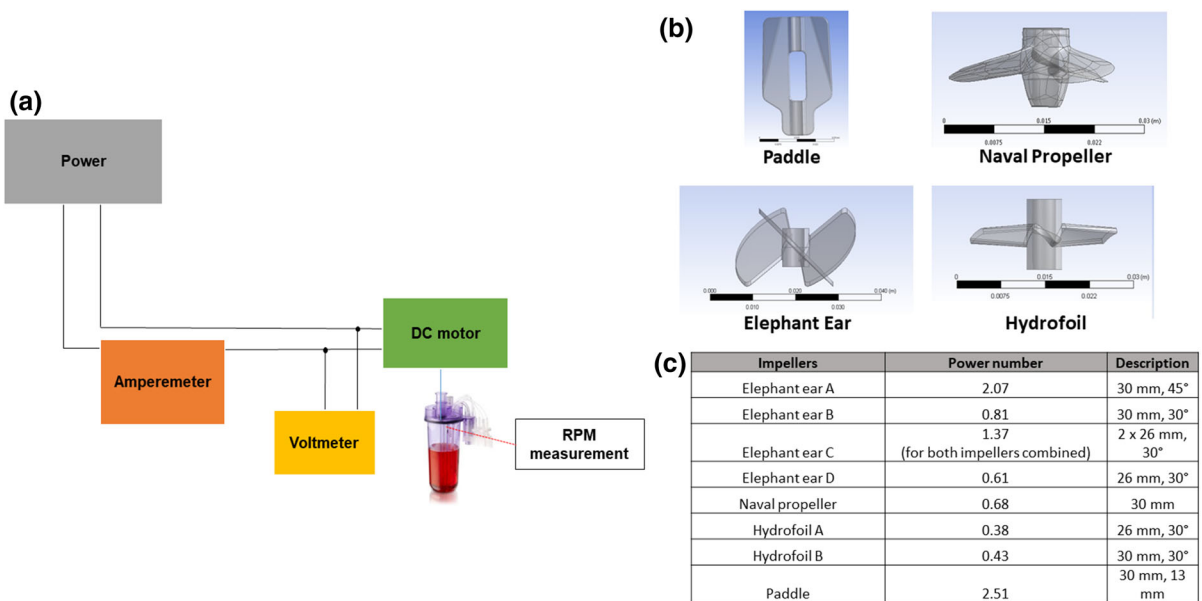 (a)
Power
Amperemeter
DC motor
Voltmeter
RPM
measurement
(b)
Paddle
0
0.015
0.03 (m)
0.0075
0.022
Naval Propeller
0.000
0.020
0.040 (m)
0.010
0.030
Elephant Ear
0
0.015
0.03 (m)
0.0075
0.022
Hydrofoil
(c)
Impellers Power number Description
Elephant ear A 2.07 30 mm, 45°
Elephant ear B 0.81 30 mm, 30°
Elephant ear C 1.37 (for both impellers combined) 2 x 26 mm, 30°
Elephant ear D 0.61 26 mm, 30°
Naval propeller 0.68 30 mm
Hydrofoil A 0.38 26 mm, 30°
Hydrofoil B 0.43 30 mm, 30°
Paddle 2.51 30 mm, 13 mm